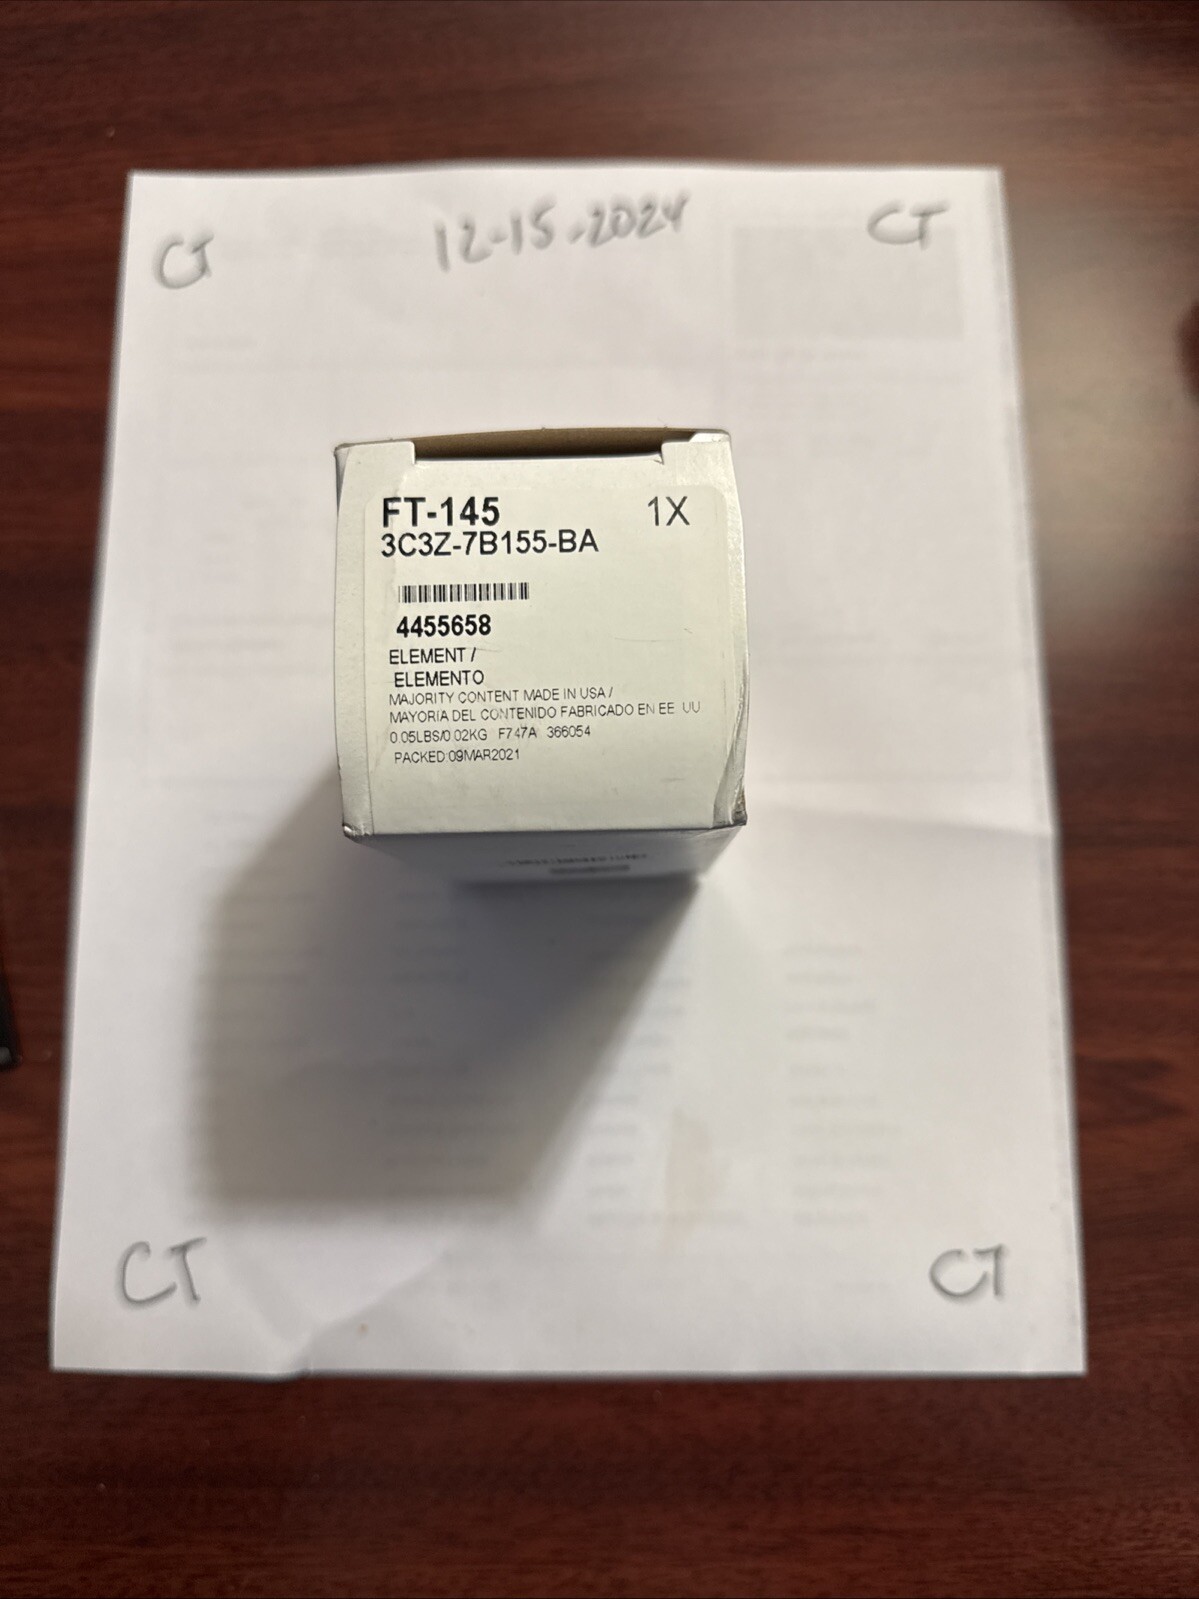 CT
12-15-2024
CT
FT-145
1X
3C3Z-7B155-BA
4455658
ELEMENT /
ELEMENTO
MAJORITY CONTENT MADE IN USA /
MAYORIA DEL CONTENIDO FABRICADO EN EE UU
0.05LBS/0.02KG F747A 366054
PACKED:09MAR2021
CT
CT